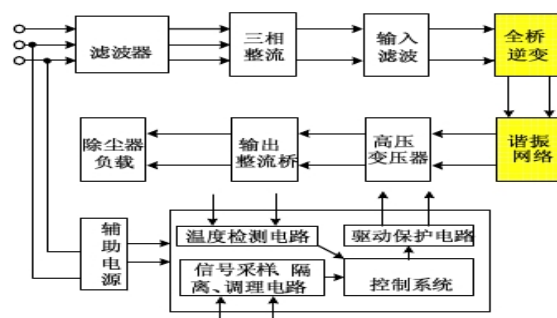 滤波器
三相
整流
输入
滤波
全桥
逆变
除尘器
负载
输出
整流桥
高压
变压器
谐振
网络
辅
助
电
源
温度检测电路
驱动保护电路
信号采样、隔
离、调理电路
控制系统